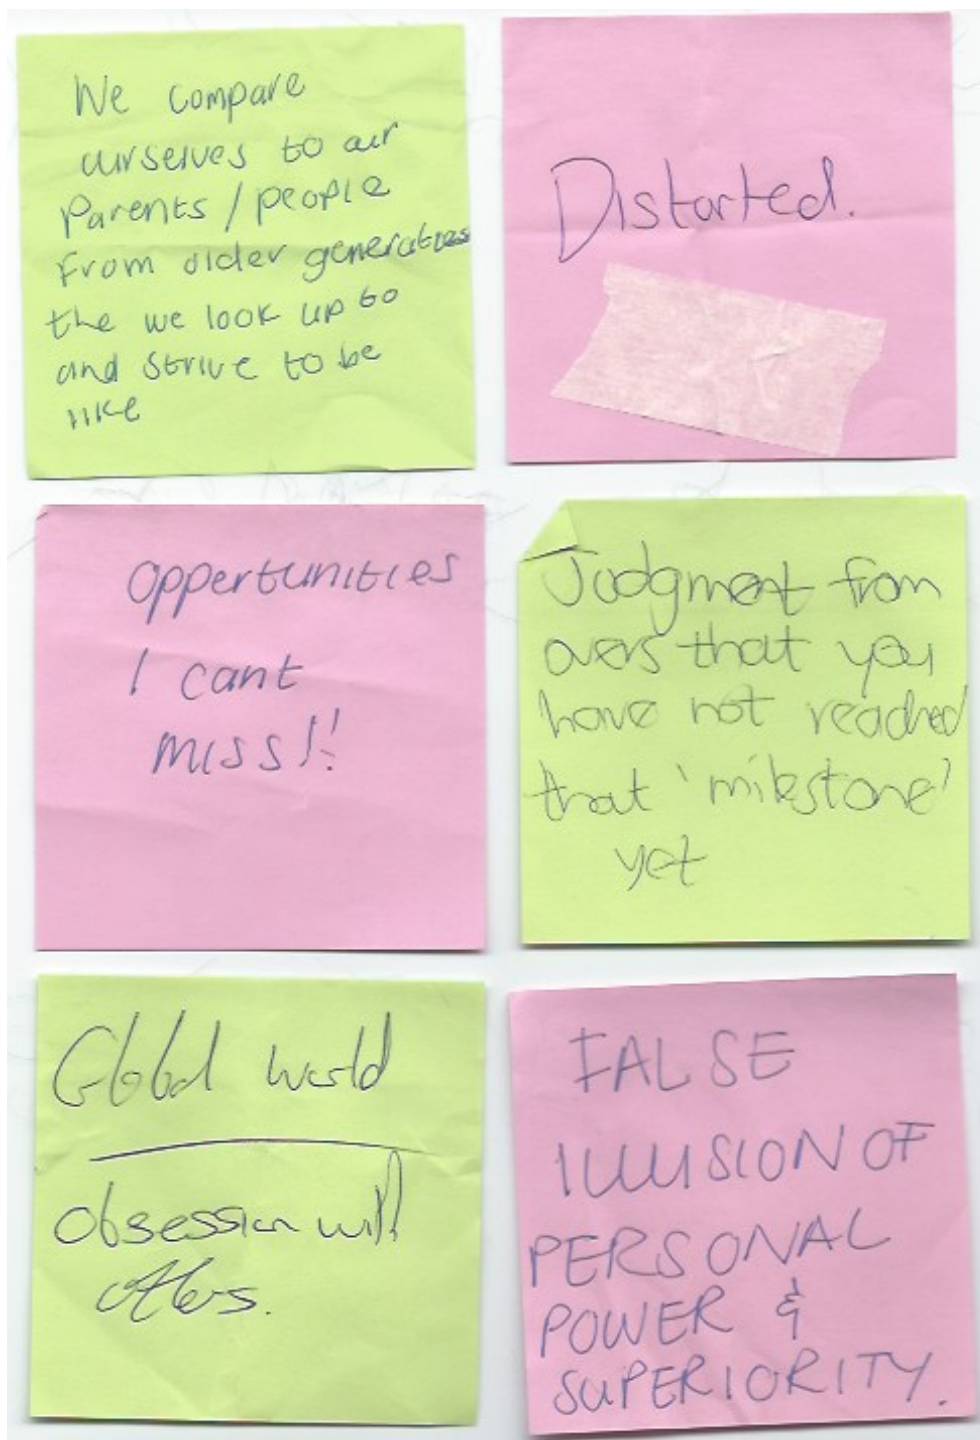 We compare
ourselves to our
Parents / people
From older generations
the we look up to
and strive to be
like
Distorted.
Oppertunities
I cant
miss!!
Judgment from
overs that you
have not reached
that 'milestone'
yet
Global world
obsession with
others.
FALSE
ILLUSION OF
PERSONAL
POWER &
SUPERIORITY.